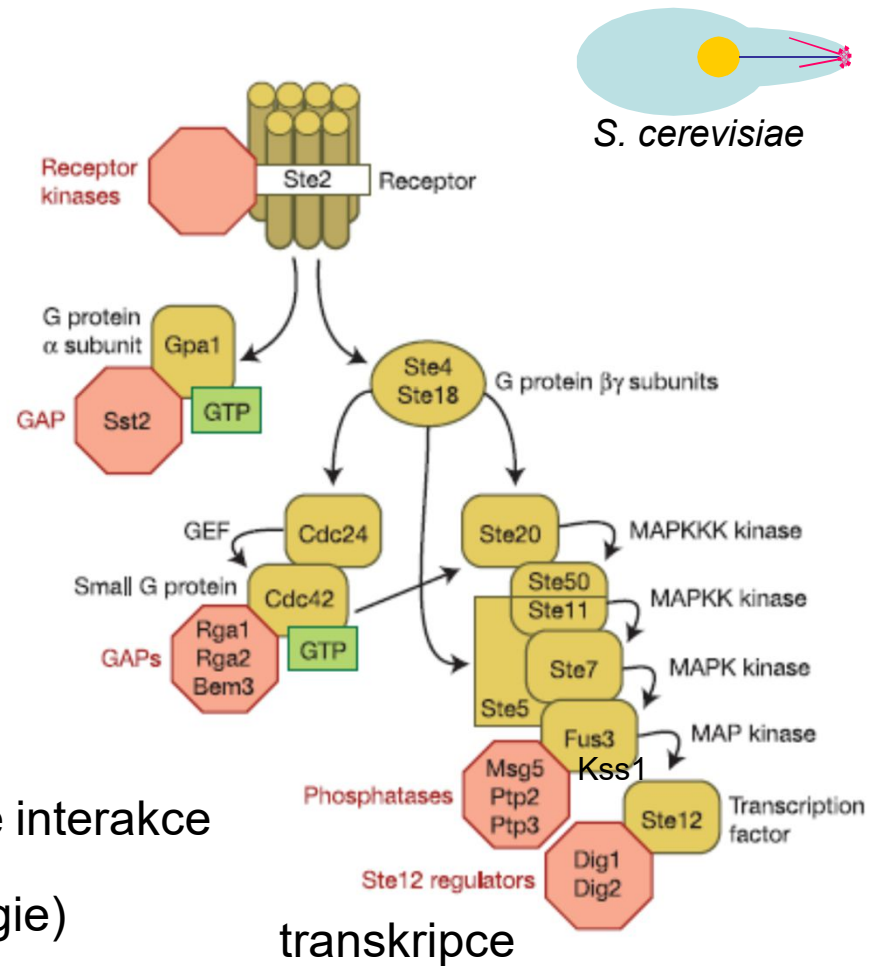 S. cerevisiae
Receptor
kinases
Ste2
Receptor
G protein
α subunit
Gpa1
GAP
Sst2
GTP
Ste4
Ste18
G protein βγ subunits
GEF
Cdc24
Ste20
MAPKKK kinase
Small G protein
Cdc42
Ste50
Ste11
MAPKK kinase
GAPs
Rga1
Rga2
Bem3
GTP
Ste7
MAPK kinase
Ste5
Fus3
MAP kinase
Kss1
Phosphatases
Msg5
Ptp2
Ptp3
Ste12
Transcription
factor
Ste12 regulators
Dig1
Dig2
e interakce
gie)
transkripce